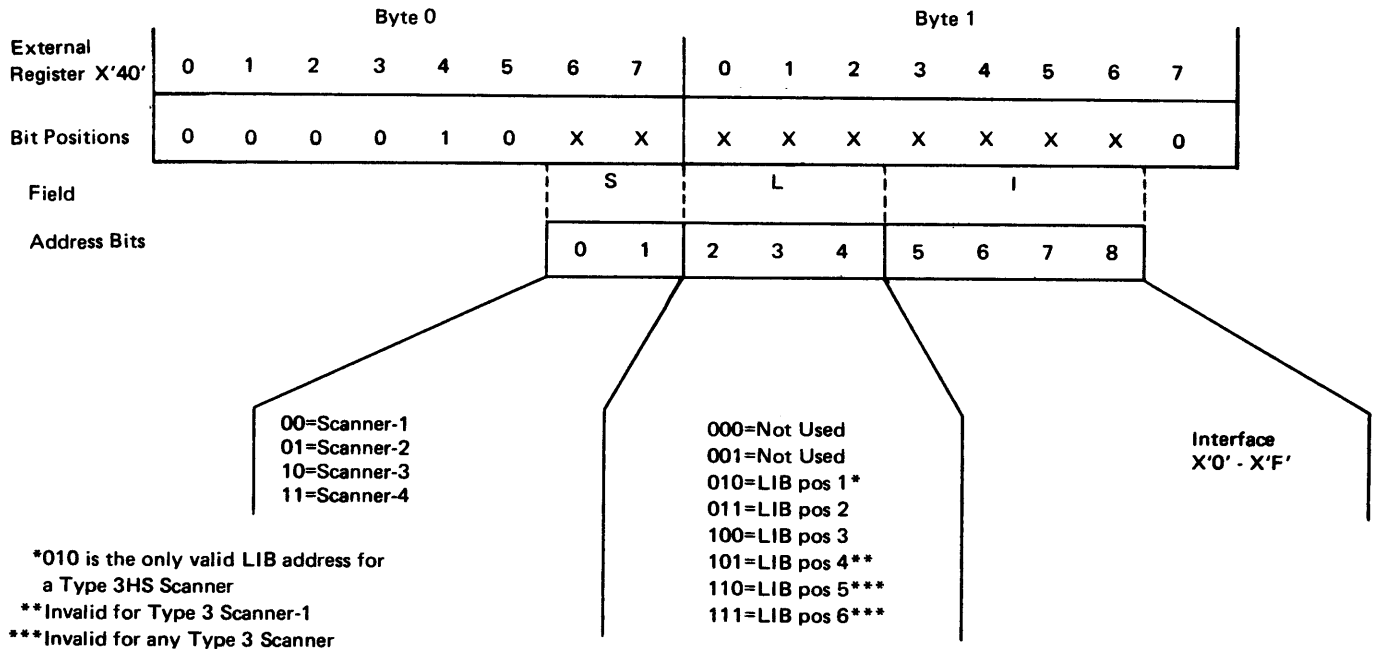 Byte 0 Byte 1
External
Register X'40' 0 1 2 3 4 5 6 7 0 1 2 3 4 5 6 7
Bit Positions 0 0 0 0 1 0 X X X X X X X X X 0
Field S L I
Address Bits 0 1 2 3 4 5 6 7 8
00=Scanner-1
01=Scanner-2
10=Scanner-3
11=Scanner-4
000=Not Used
001=Not Used
010=LIB pos 1*
011=LIB pos 2
100=LIB pos 3
101=LIB pos 4**
110=LIB pos 5***
111=LIB pos 6***
Interface
X'0' - X'F'
*010 is the only valid LIB address for
a Type 3HS Scanner
**Invalid for Type 3 Scanner-1
***Invalid for any Type 3 Scanner